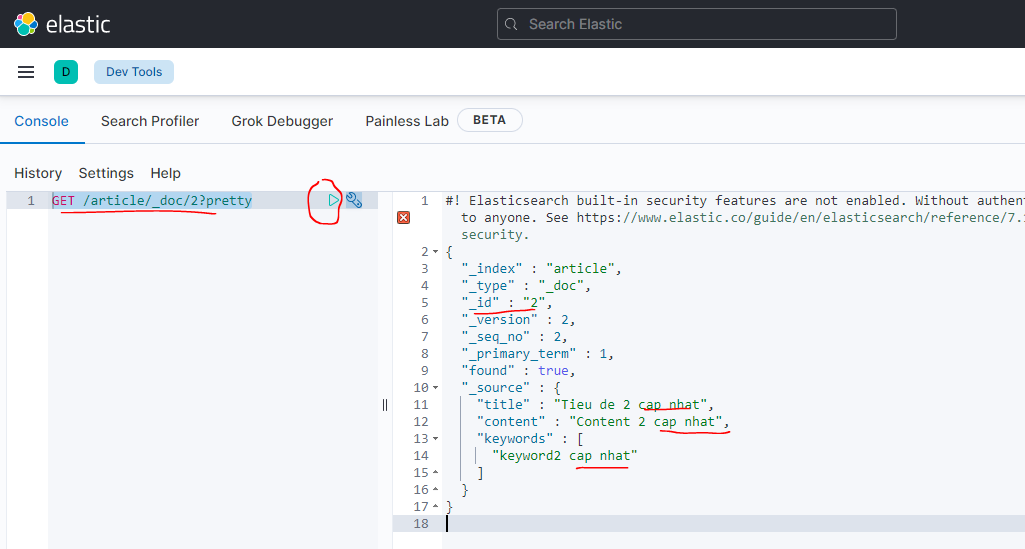 elastic
Search Elastic
D
Dev Tools
Console
Search Profiler
Grok Debugger
Painless Lab
BETA
History
Settings
Help
1 GET /article/_doc/2?pretty
1 #! Elasticsearch built-in security features are not enabled. Without authent
to anyone. See https://www.elastic.co/guide/en/elasticsearch/reference/7.
security.
2 {
3 "_index" : "article",
4 "_type" : "_doc",
5 "_id" : "2",
6 "_version" : 2,
7 "_seq_no" : 2,
8 "_primary_term" : 1,
9 "found" : true,
10 "_source" : {
11 "title" : "Tieu de 2 cap nhat",
12 "content" : "Content 2 cap nhat",
13 "keywords" : [
14 "keyword2 cap nhat"
15 ]
16 }
17 }
18